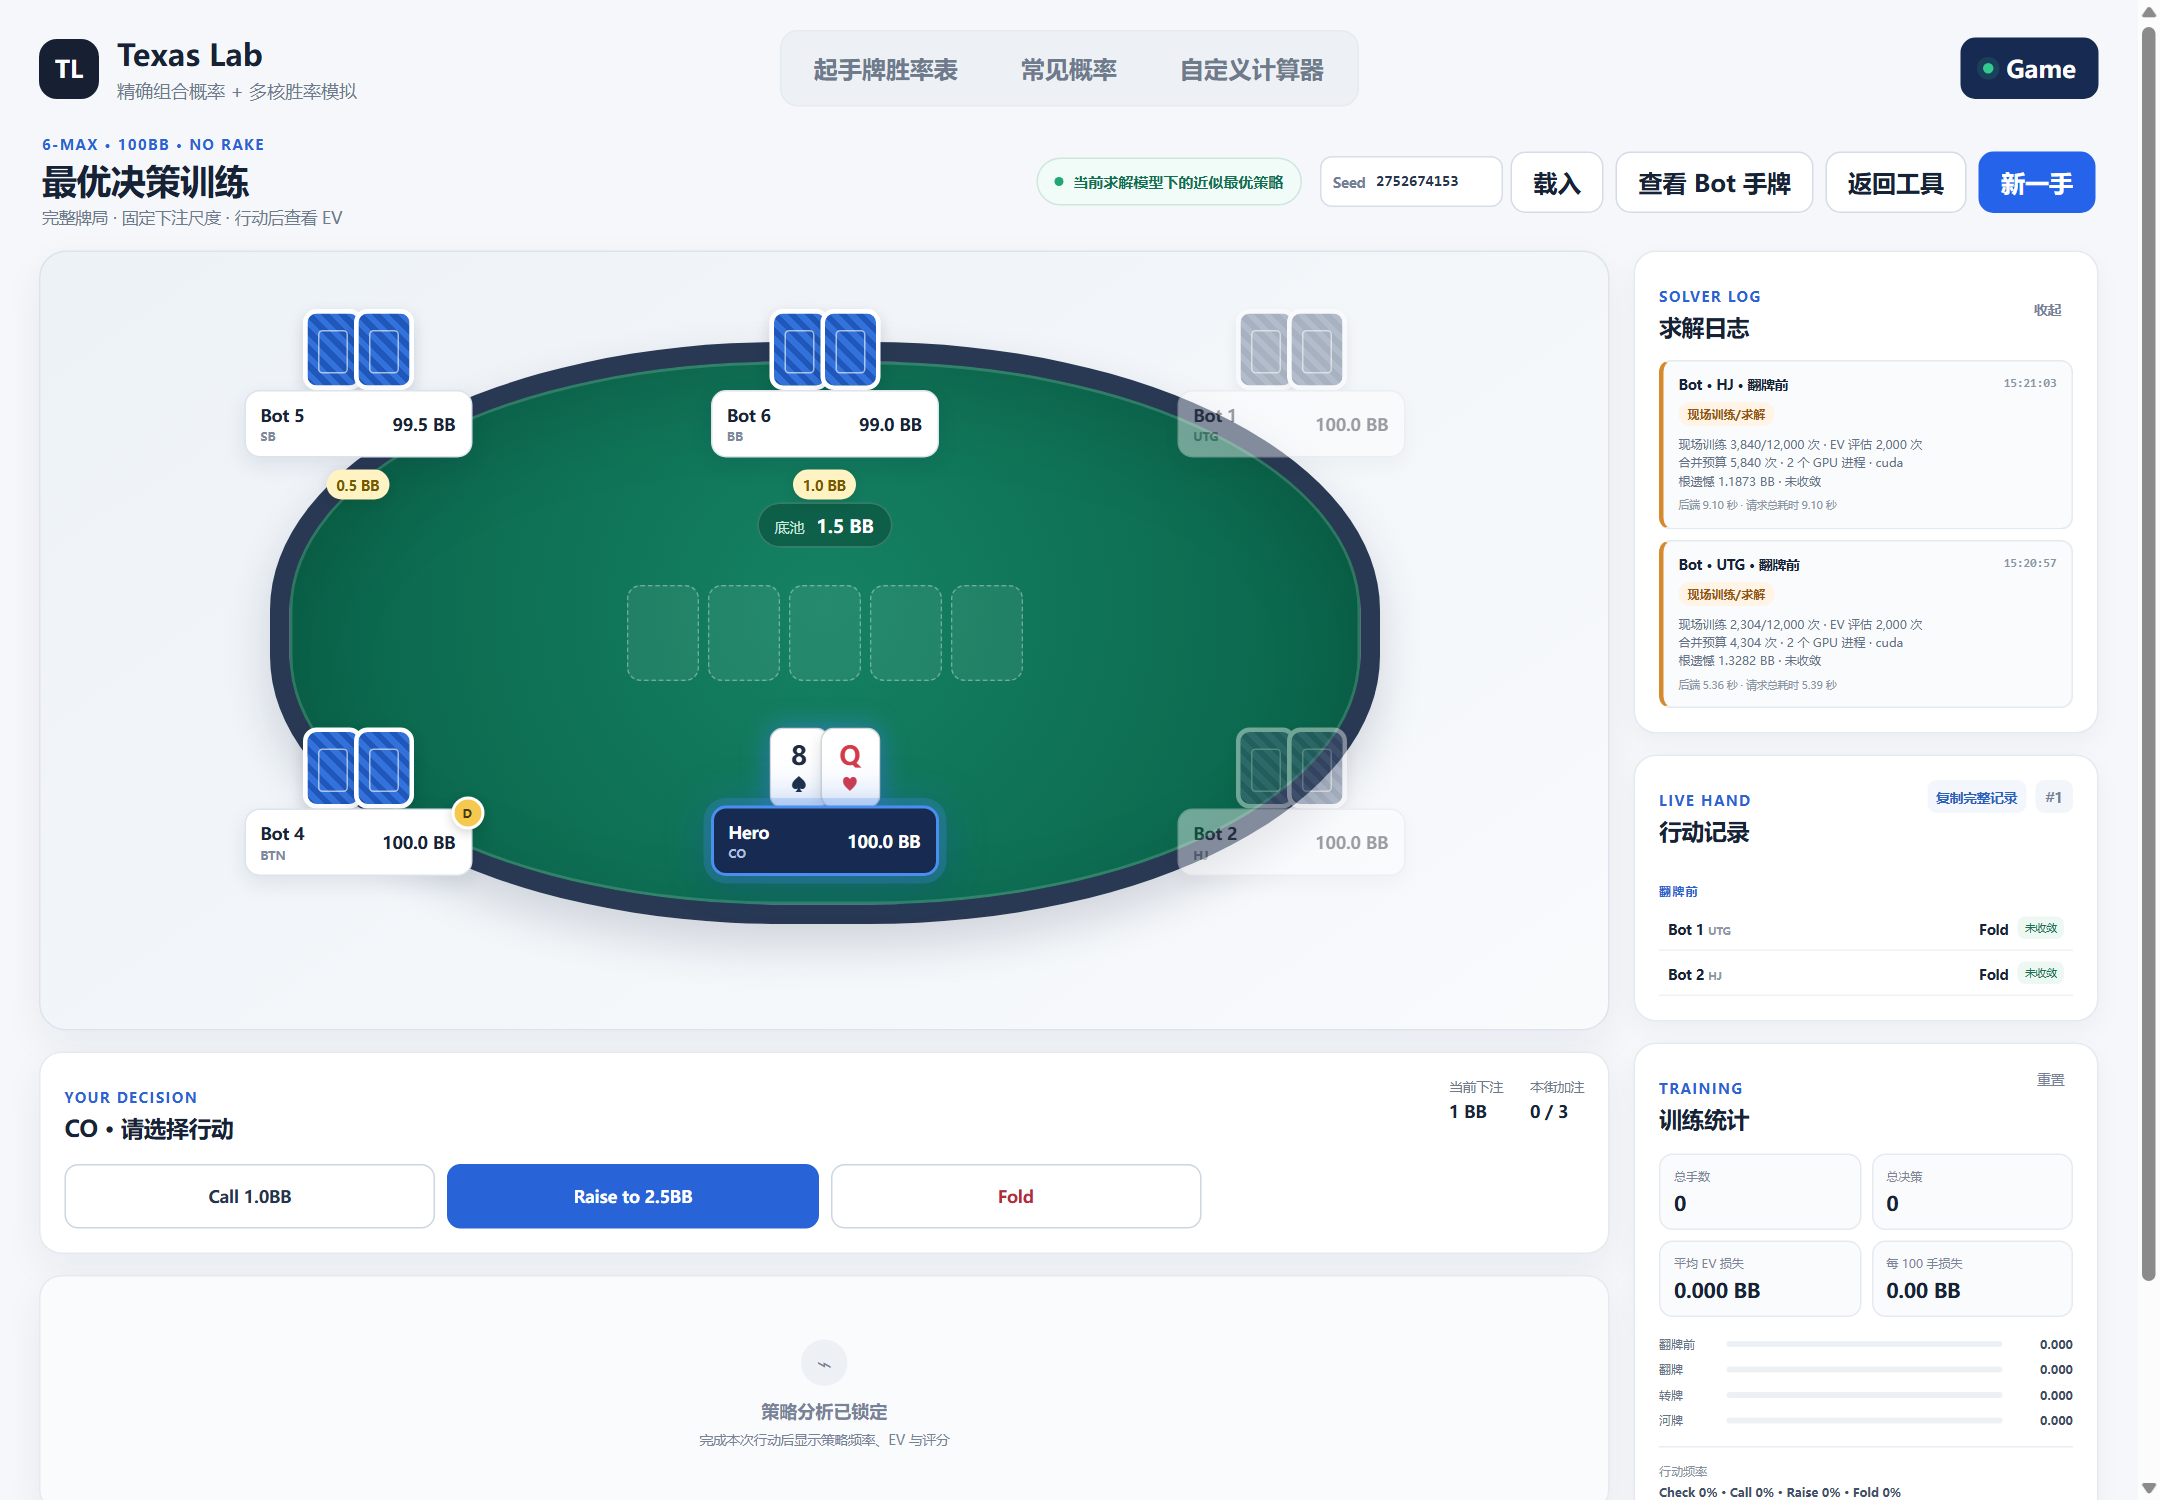 TL
Texas Lab
精确组合概率 + 多核胜率模拟
起手牌胜率表
常见概率
自定义计算器
Game
6-MAX • 100BB • NO RAKE
最优决策训练
完整牌局 · 固定下注尺度 · 行动后查看 EV
当前求解模型下的近似最优策略
Seed 2752674153
载入
查看 Bot 手牌
返回工具
新一手
Bot 5
SB
99.5 BB
0.5 BB
Bot 6
BB
99.0 BB
1.0 BB
Bot 1
UTG
100.0 BB
底池 1.5 BB
Bot 4
BTN
100.0 BB
D
8 Q
Hero
CO
100.0 BB
Bot 2
HJ
100.0 BB
YOUR DECISION
CO • 请选择行动
当前下注
1 BB
本街加注
0 / 3
Call 1.0BB
Raise to 2.5BB
Fold
策略分析已锁定
完成本次行动后显示策略频率、EV 与评分
SOLVER LOG
求解日志
收起
Bot • HJ • 翻牌前
15:21:03
现场训练/求解
现场训练 3,840/12,000 次 · EV 评估 2,000 次
合并预算 5,840 次 · 2 个 GPU 进程 · cuda
根遗憾 1.1873 BB · 未收敛
后端 9.10 秒 · 请求总耗时 9.10 秒
Bot • UTG • 翻牌前
15:20:57
现场训练/求解
现场训练 2,304/12,000 次 · EV 评估 2,000 次
合并预算 4,304 次 · 2 个 GPU 进程 · cuda
根遗憾 1.3282 BB · 未收敛
后端 5.36 秒 · 请求总耗时 5.39 秒
LIVE HAND
行动记录
复制完整记录
#1
翻牌前
Bot 1 UTG Fold 未收敛
Bot 2 HJ Fold 未收敛
TRAINING
训练统计
重置
总手数
0
总决策
0
平均 EV 损失
0.000 BB
每 100 手损失
0.00 BB
翻牌前 0.000
翻牌 0.000
转牌 0.000
河牌 0.000
行动频率
Check 0% • Call 0% • Raise 0% • Fold 0%